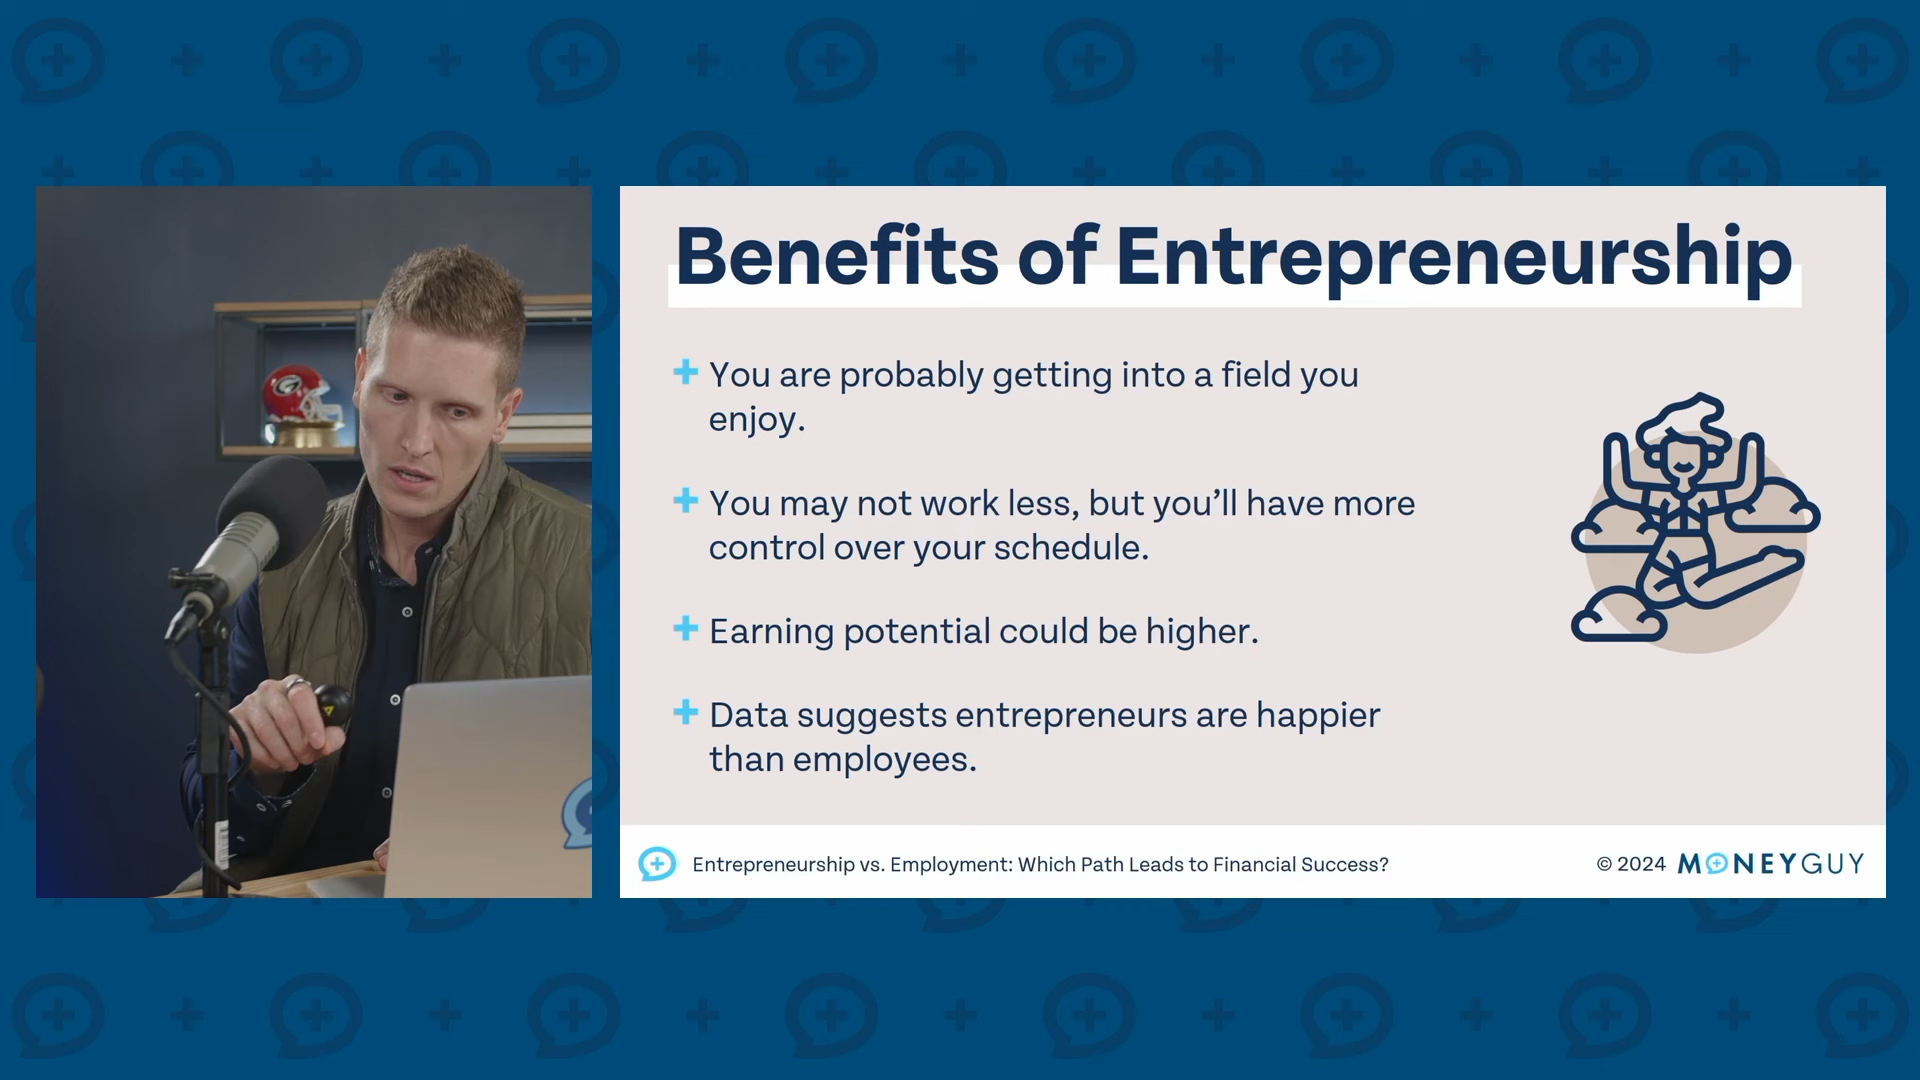 Benefits of Entrepreneurship
You are probably getting into a field you
enjoy.
You may not work less, but you’ll have more
control over your schedule.
Earning potential could be higher.
Data suggests entrepreneurs are happier
than employees.
Entrepreneurship vs. Employment: Which Path Leads to Financial Success?
© 2024 MONEYGUY